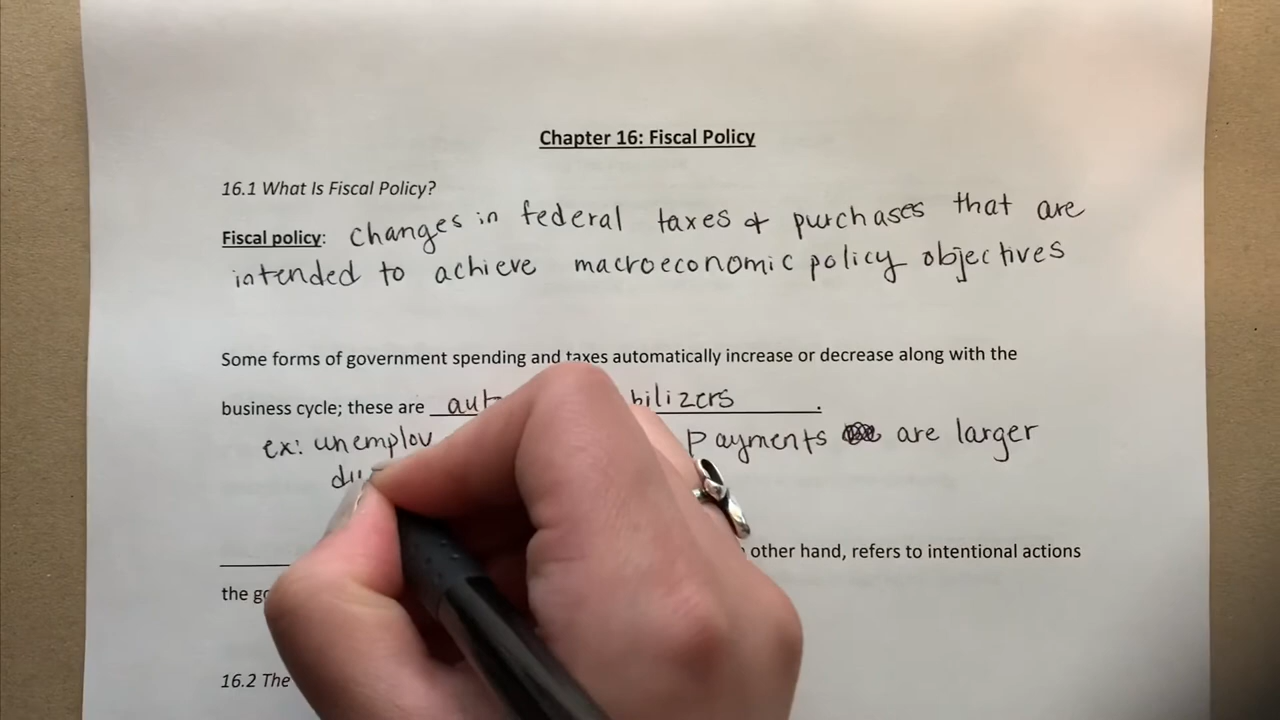 Chapter 16: Fiscal Policy
16.1 What Is Fiscal Policy?
Fiscal policy: changes in federal taxes & purchases that are
intended to achieve macroeconomic policy objectives
Some forms of government spending and taxes automatically increase or decrease along with the
business cycle; these are aut bilizers.
ex: unemploy payments are larger
other hand, refers to intentional actions
the
16.2 The